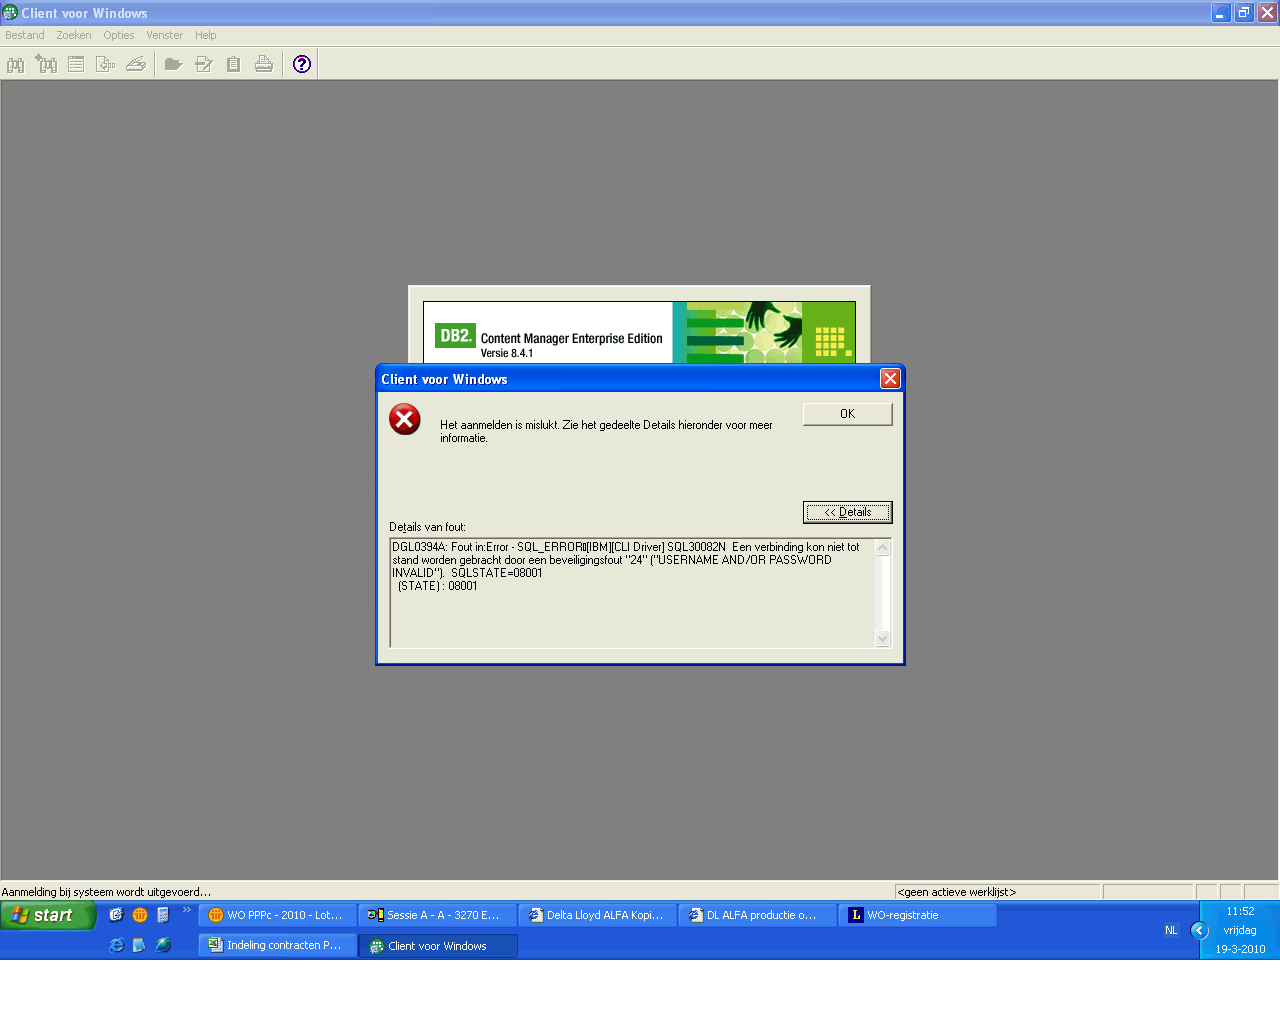 Client voor Windows
Bestand Zoeken Opties Venster Help
DB2. Content Manager Enterprise Edition
Versie 8.4.1
Client voor Windows
OK
Het aanmelden is mislukt. Zie het gedeelte Details hieronder voor meer
informatie.
<< Details
Details van fout:
DGL0394A: Fout in:Error - SQL_ERROR▯[IBM][CLI Driver] SQL30082N  Een verbinding kon niet tot
stand worden gebracht door een beveiligingsfout "24" ("USERNAME AND/OR PASSWORD
INVALID").  SQLSTATE=08001
(STATE) : 08001
Aanmelding bij systeem wordt uitgevoerd...
<geen actieve werklijst>
start
WO PPPc - 2010 - Lot...
Sessie A - A - 3270 E...
Delta Lloyd ALFA Kopi...
DL ALFA productie o...
L WO-registratie
Indeling contracten P...
Client voor Windows
NL
11:52
vrijdag
19-3-2010